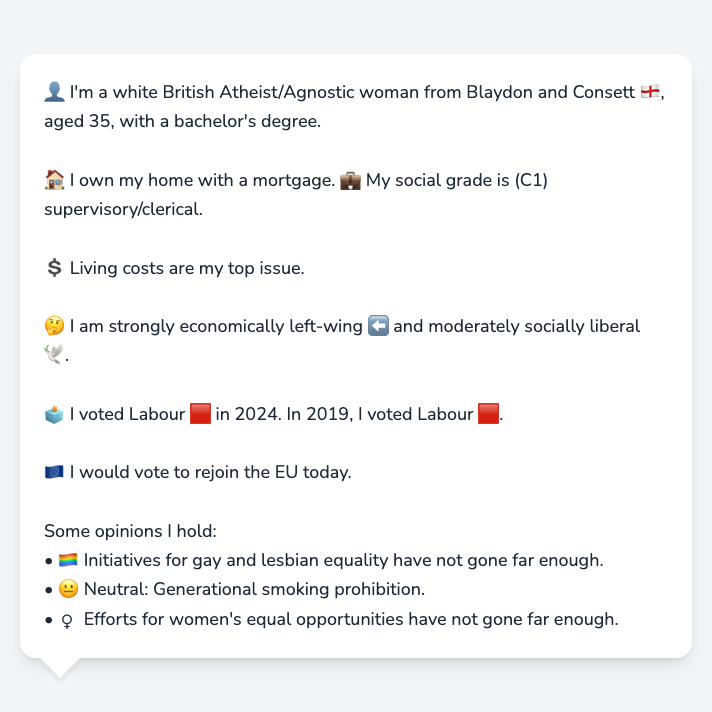 👤 I'm a white British Atheist/Agnostic woman from Blaydon and Consett 🏴󠁧󠁢󠁥󠁮󠁧󠁿,
aged 35, with a bachelor's degree.
🏠 I own my home with a mortgage. 💼 My social grade is (C1)
supervisory/clerical.
💲 Living costs are my top issue.
🤔 I am strongly economically left-wing ⬅️ and moderately socially liberal
🕊️.
🗳️ I voted Labour 🟥 in 2024. In 2019, I voted Labour 🟥.
🇪🇺 I would vote to rejoin the EU today.
Some opinions I hold:
• 🏳️‍🌈 Initiatives for gay and lesbian equality have not gone far enough.
• 😐 Neutral: Generational smoking prohibition.
• ♀ Efforts for women's equal opportunities have not gone far enough.